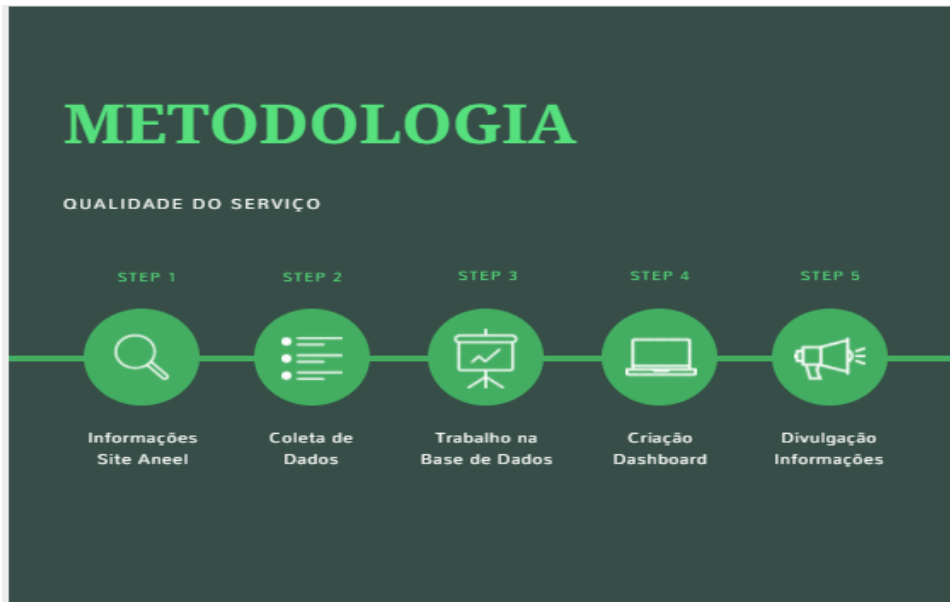 METODOLOGIA
QUALIDADE DO SERVIÇO
STEP 1
Informações
Site Aneel
STEP 2
Coleta de
Dados
STEP 3
Trabalho na
Base de Dados
STEP 4
Criação
Dashboard
STEP 5
Divulgação
Informações